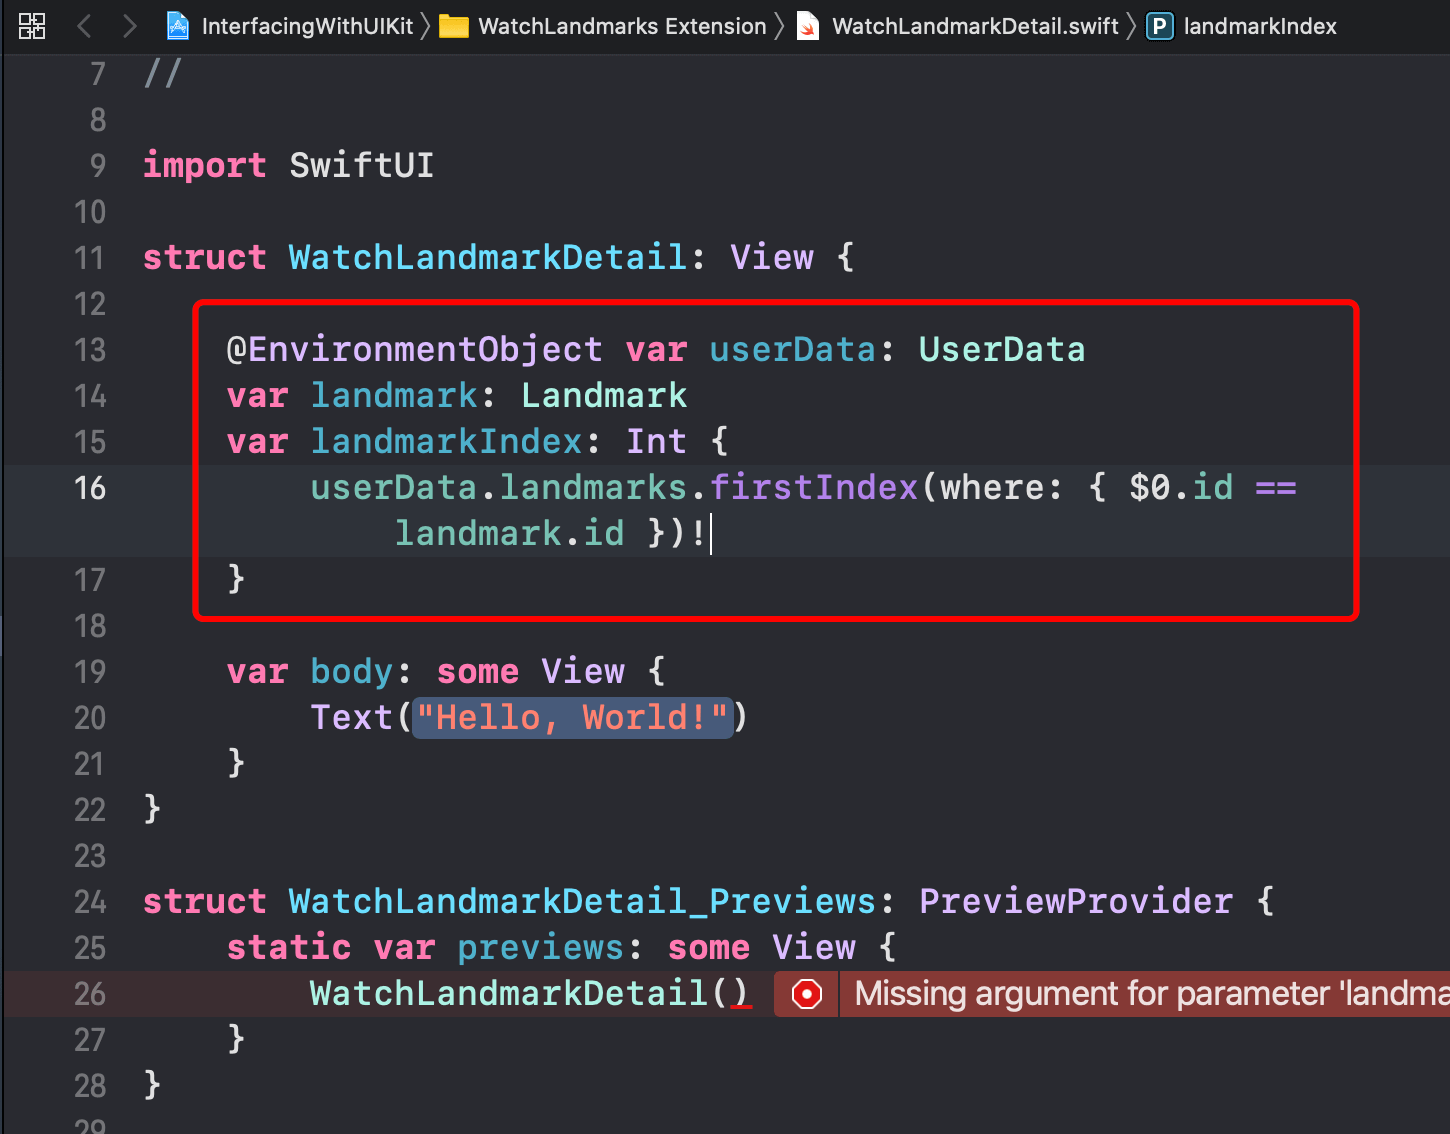 InterfacingWithUIKit WatchLandmarks Extension WatchLandmarkDetail.swift P landmarkIndex
7 //
8
9 import SwiftUI
10
11 struct WatchLandmarkDetail: View {
12
13 @EnvironmentObject var userData: UserData
14 var landmark: Landmark
15 var landmarkIndex: Int {
16 userData.landmarks.firstIndex(where: { $0.id ==
landmark.id })!
17 }
18
19 var body: some View {
20 Text("Hello, World!")
21 }
22 }
23
24 struct WatchLandmarkDetail_Previews: PreviewProvider {
25 static var previews: some View {
26 WatchLandmarkDetail() Missing argument for parameter 'landma
27 }
28 }
29